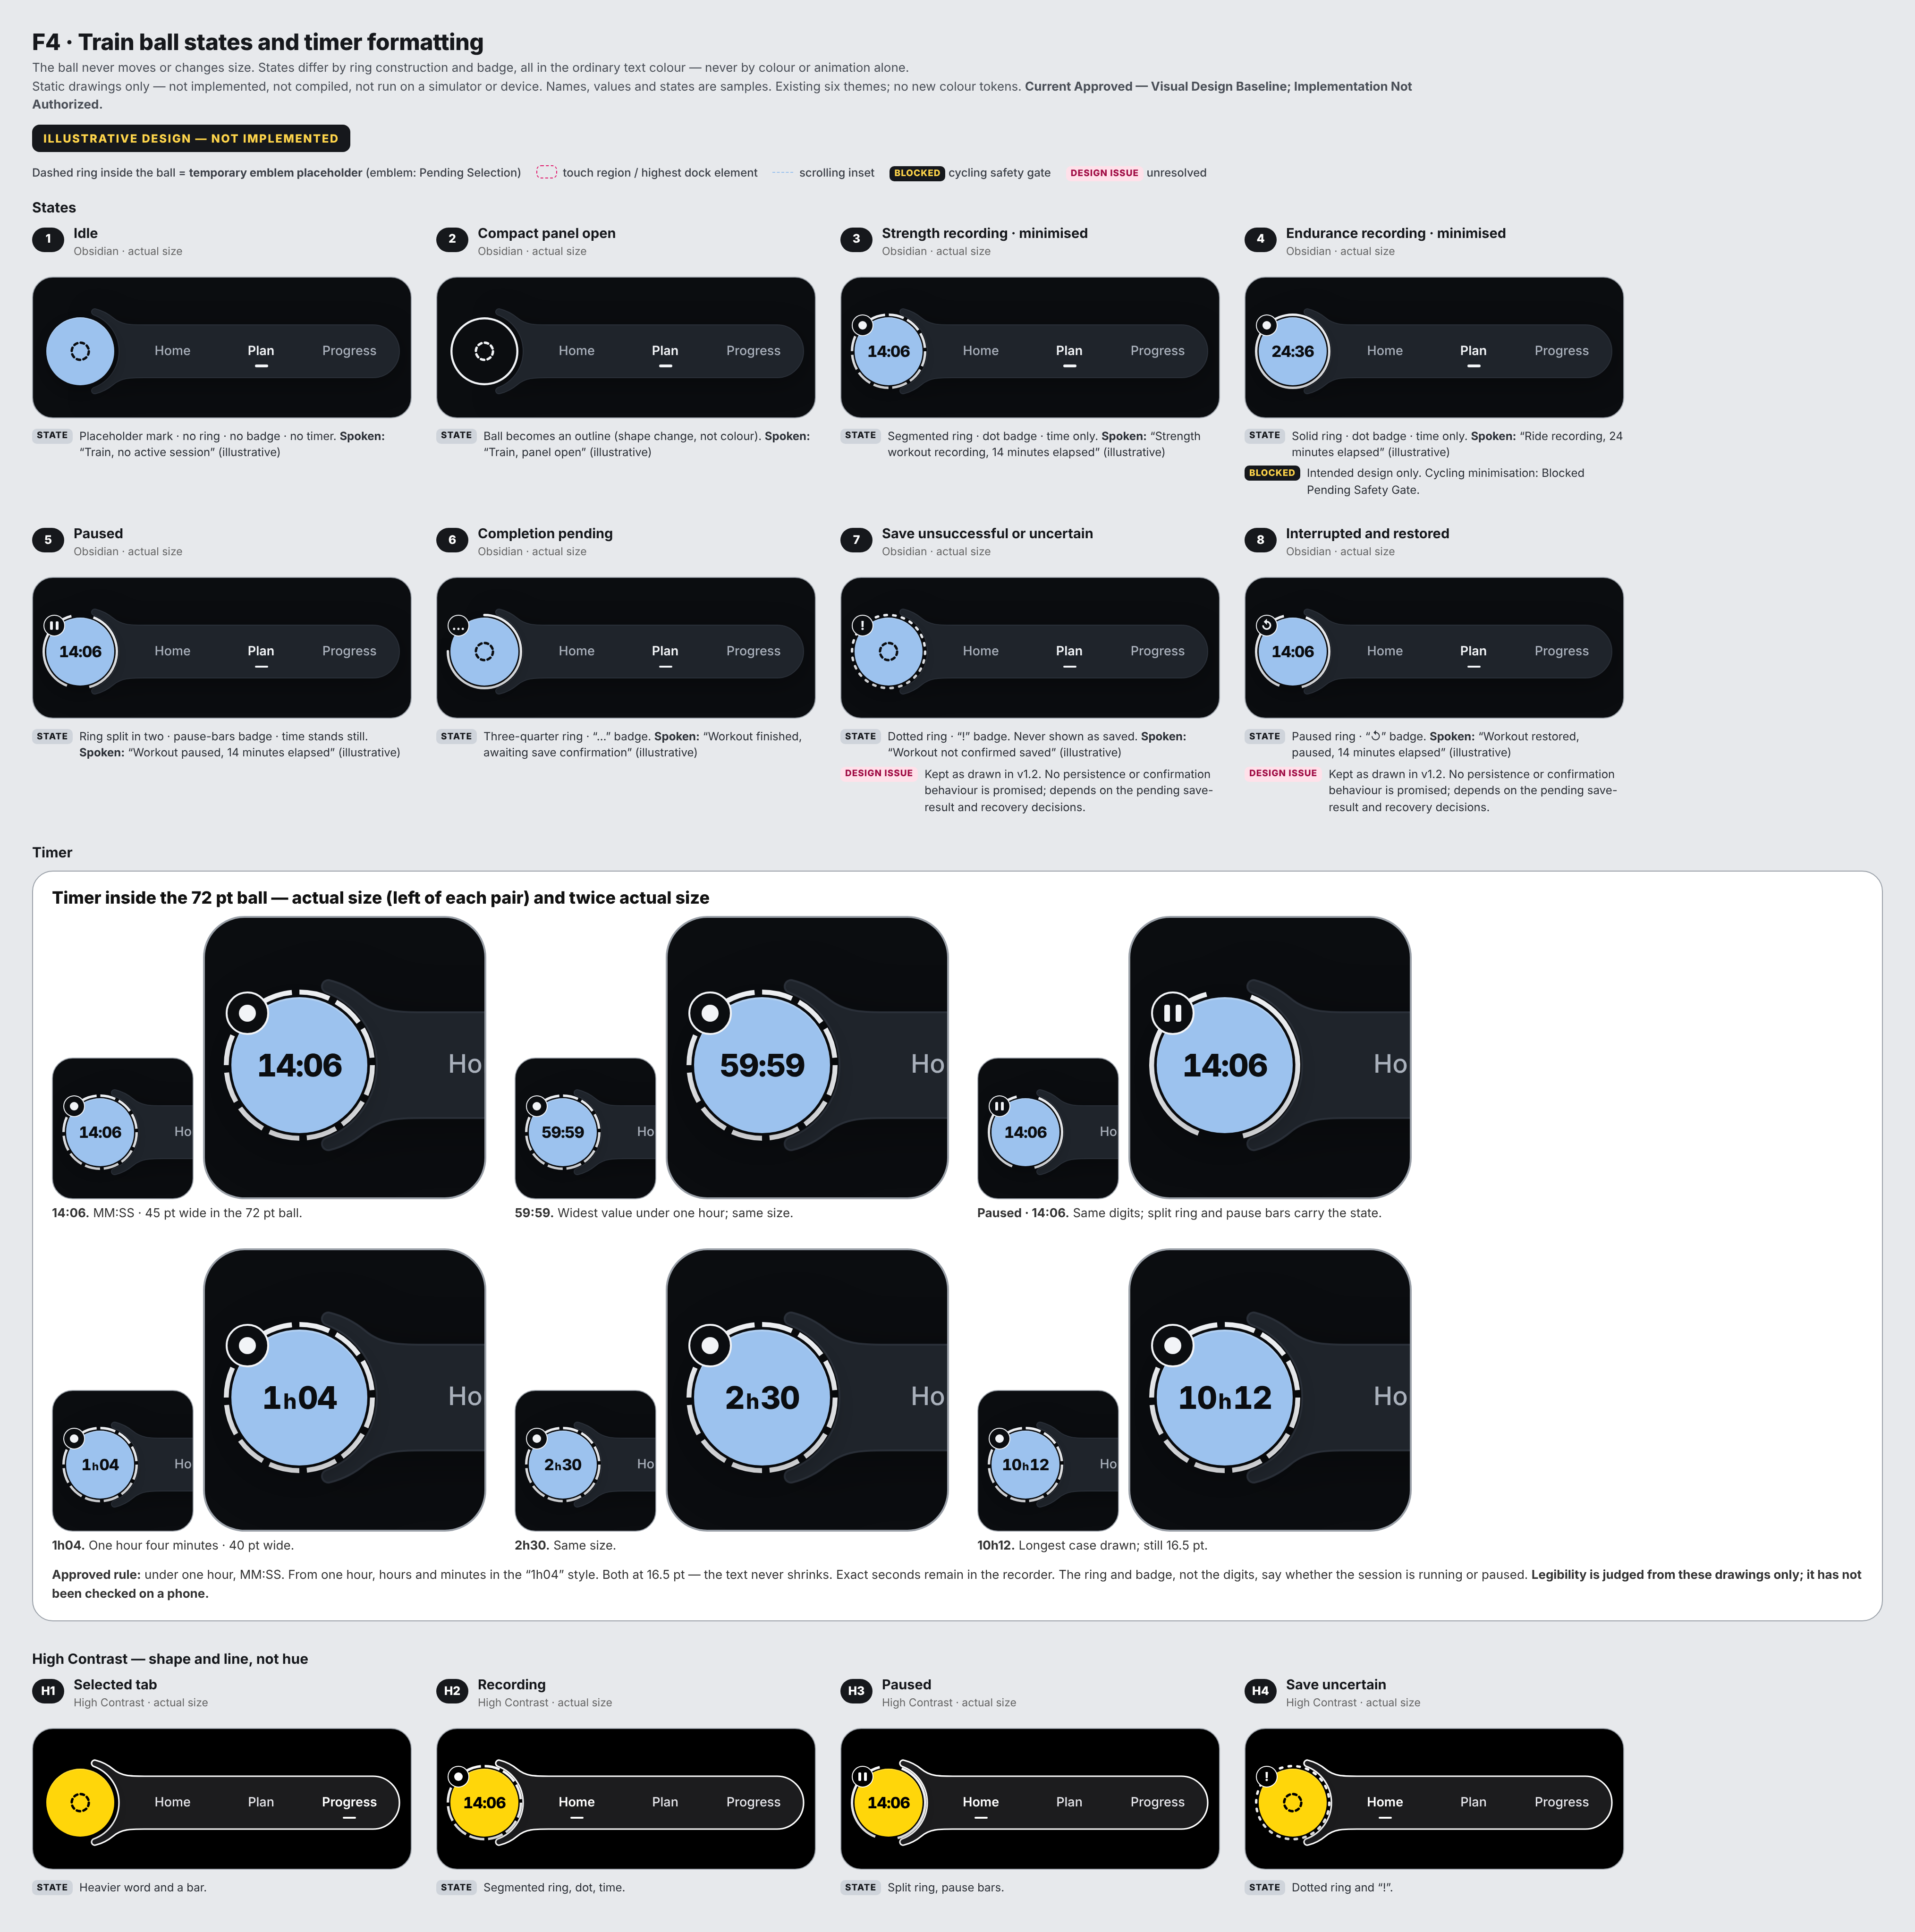 F4 · Train ball states and timer formatting
The ball never moves or changes size. States differ by ring construction and badge, all in the ordinary text colour — never by colour or animation alone.
Static drawings only — not implemented, not compiled, not run on a simulator or device. Names, values and states are samples. Existing six themes; no new colour tokens. Current Approved — Visual Design Baseline; Implementation Not
Authorized.
ILLUSTRATIVE DESIGN — NOT IMPLEMENTED
Dashed ring inside the ball = temporary emblem placeholder (emblem: Pending Selection) touch region / highest dock element scrolling inset BLOCKED cycling safety gate DESIGN ISSUE unresolved
States
1 Idle
Obsidian · actual size
Home Plan Progress
STATE Placeholder mark · no ring · no badge · no timer. Spoken:
“Train, no active session” (illustrative)
2 Compact panel open
Obsidian · actual size
Home Plan Progress
STATE Ball becomes an outline (shape change, not colour). Spoken:
“Train, panel open” (illustrative)
3 Strength recording · minimised
Obsidian · actual size
14:06 Home Plan Progress
STATE Segmented ring · dot badge · time only. Spoken: “Strength
workout recording, 14 minutes elapsed” (illustrative)
4 Endurance recording · minimised
Obsidian · actual size
24:36 Home Plan Progress
STATE Solid ring · dot badge · time only. Spoken: “Ride recording, 24
minutes elapsed” (illustrative)
BLOCKED Intended design only. Cycling minimisation: Blocked
Pending Safety Gate.
5 Paused
Obsidian · actual size
14:06 Home Plan Progress
STATE Ring split in two · pause-bars badge · time stands still.
Spoken: “Workout paused, 14 minutes elapsed” (illustrative)
6 Completion pending
Obsidian · actual size
… Home Plan Progress
STATE Three-quarter ring · “…” badge. Spoken: “Workout finished,
awaiting save confirmation” (illustrative)
7 Save unsuccessful or uncertain
Obsidian · actual size
! Home Plan Progress
STATE Dotted ring · “!” badge. Never shown as saved. Spoken:
“Workout not confirmed saved” (illustrative)
DESIGN ISSUE Kept as drawn in v1.2. No persistence or confirmation
behaviour is promised; depends on the pending save-
result and recovery decisions.
8 Interrupted and restored
Obsidian · actual size
14:06 Home Plan Progress
STATE Paused ring · “↺” badge. Spoken: “Workout restored,
paused, 14 minutes elapsed” (illustrative)
DESIGN ISSUE Kept as drawn in v1.2. No persistence or confirmation
behaviour is promised; depends on the pending save-
result and recovery decisions.
Timer
Timer inside the 72 pt ball — actual size (left of each pair) and twice actual size
14:06 Ho
14:06 Ho
14:06. MM:SS · 45 pt wide in the 72 pt ball.
59:59 Ho
59:59 Ho
59:59. Widest value under one hour; same size.
14:06 Ho
14:06 Ho
Paused · 14:06. Same digits; split ring and pause bars carry the state.
1h04 Ho
1h04 Ho
1h04. One hour four minutes · 40 pt wide.
2h30 Ho
2h30 Ho
2h30. Same size.
10h12 Ho
10h12 Ho
10h12. Longest case drawn; still 16.5 pt.
Approved rule: under one hour, MM:SS. From one hour, hours and minutes in the “1h04” style. Both at 16.5 pt — the text never shrinks. Exact seconds remain in the recorder. The ring and badge, not the digits, say whether the session is running or paused. Legibility is judged from these drawings only; it has not
been checked on a phone.
High Contrast — shape and line, not hue
H1 Selected tab
High Contrast · actual size
Home Plan Progress
STATE Heavier word and a bar.
H2 Recording
High Contrast · actual size
14:06 Home Plan Progress
STATE Segmented ring, dot, time.
H3 Paused
High Contrast · actual size
14:06 Home Plan Progress
STATE Split ring, pause bars.
H4 Save uncertain
High Contrast · actual size
! Home Plan Progress
STATE Dotted ring and “!”.